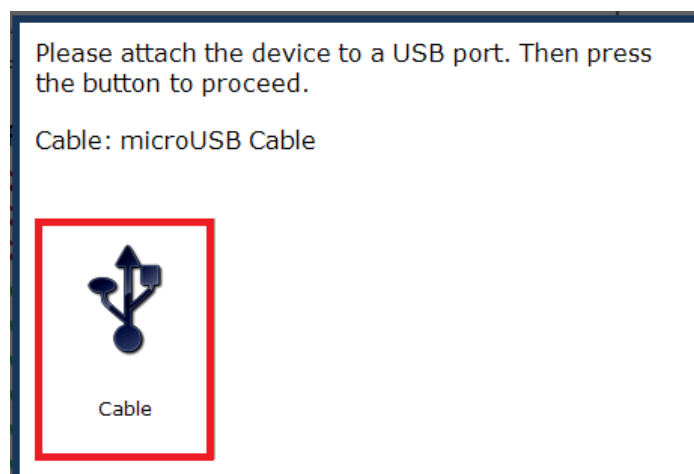 Please attach the device to a USB port. Then press
the button to proceed.
Cable: microUSB Cable
Cable